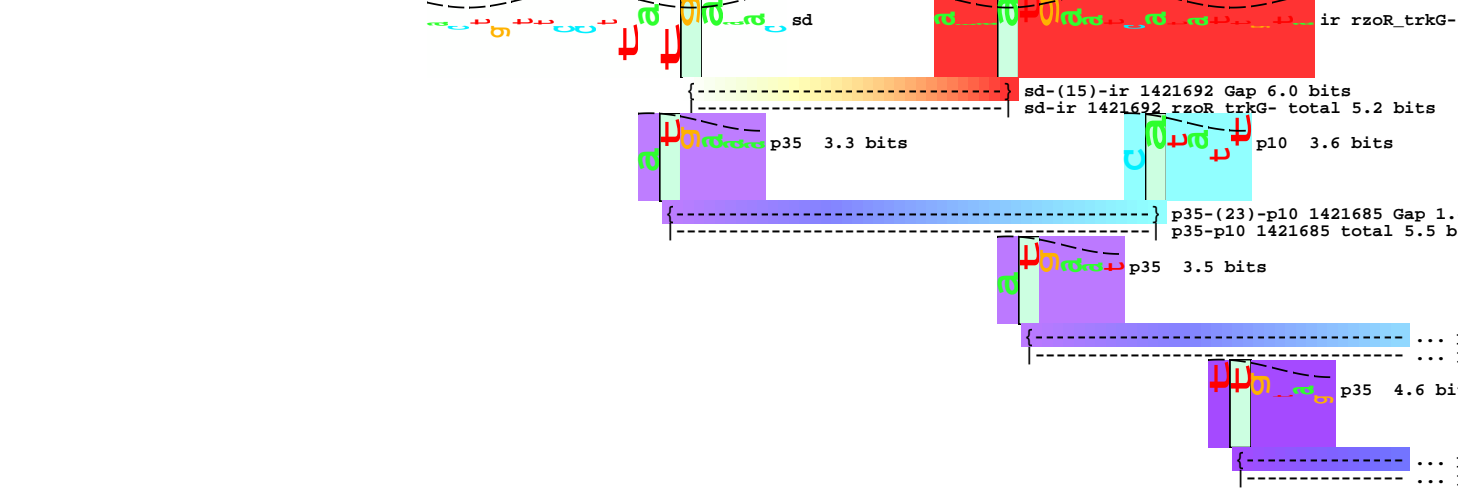 sd
ir rzoR_trkG-
sd-(15)-ir 1421692 Gap 6.0 bits
sd-ir 1421692 rzoR trkG- total 5.2 bits
p35 3.3 bits
p10 3.6 bits
p35-(23)-p10 1421685 Gap 1.
p35-p10 1421685 total 5.5 b
p35 3.5 bits
...
...
p35 4.6 bi
...
...